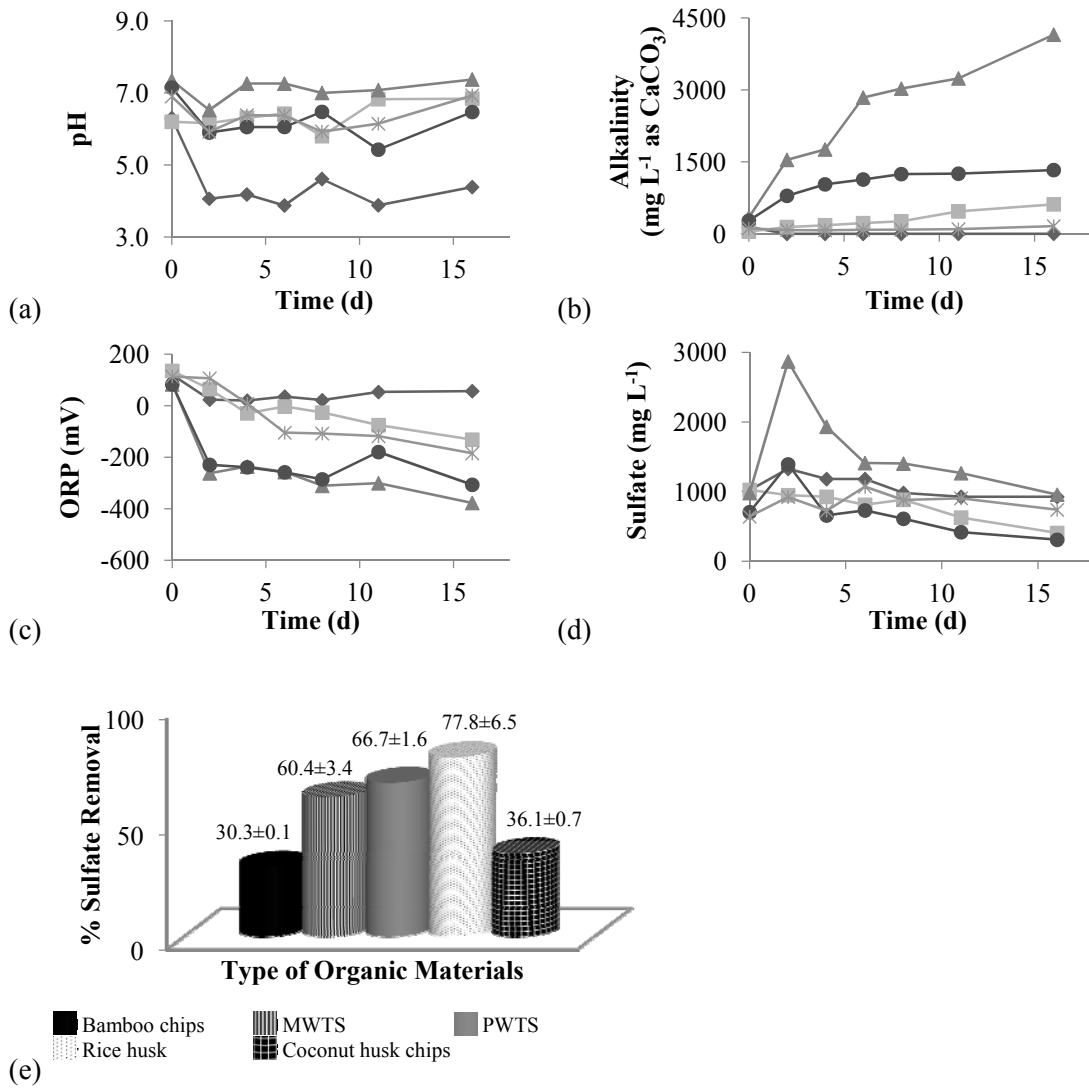 9.0
7.0
5.0
3.0
pH
0 5 10 15
Time (d)
(a)
4500
3000
1500
0
Alkalinity
(mg L⁻¹ as CaCO₃)
0 5 10 15
Time (d)
(b)
200
0
-200
-400
-600
ORP (mV)
0 5 10 15
Time (d)
(c)
3000
2000
1000
0
Sulfate (mg L⁻¹)
0 5 10 15
Time (d)
(d)
100
50
0
% Sulfate Removal
30.3±0.1
60.4±3.4
66.7±1.6
77.8±6.5
36.1±0.7
Type of Organic Materials
Bamboo chips MWTS PWTS
Rice husk Coconut husk chips
(e)